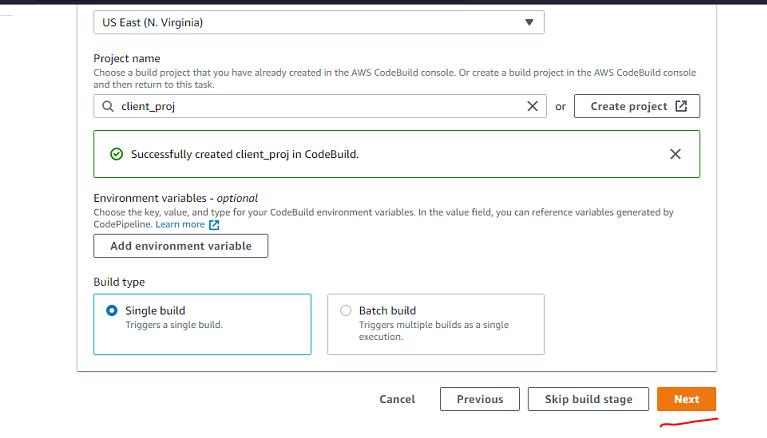 US East (N. Virginia)
Project name
Choose a build project that you have already created in the AWS CodeBuild console. Or create a build project in the AWS CodeBuild console
and then return to this task.
client_proj
or
Create project
Successfully created client_proj in CodeBuild.
Environment variables - optional
Choose the key, value, and type for your CodeBuild environment variables. In the value field, you can reference variables generated by
CodePipeline. Learn more
Add environment variable
Build type
Single build
Triggers a single build.
Batch build
Triggers multiple builds as a single
execution.
Cancel
Previous
Skip build stage
Next